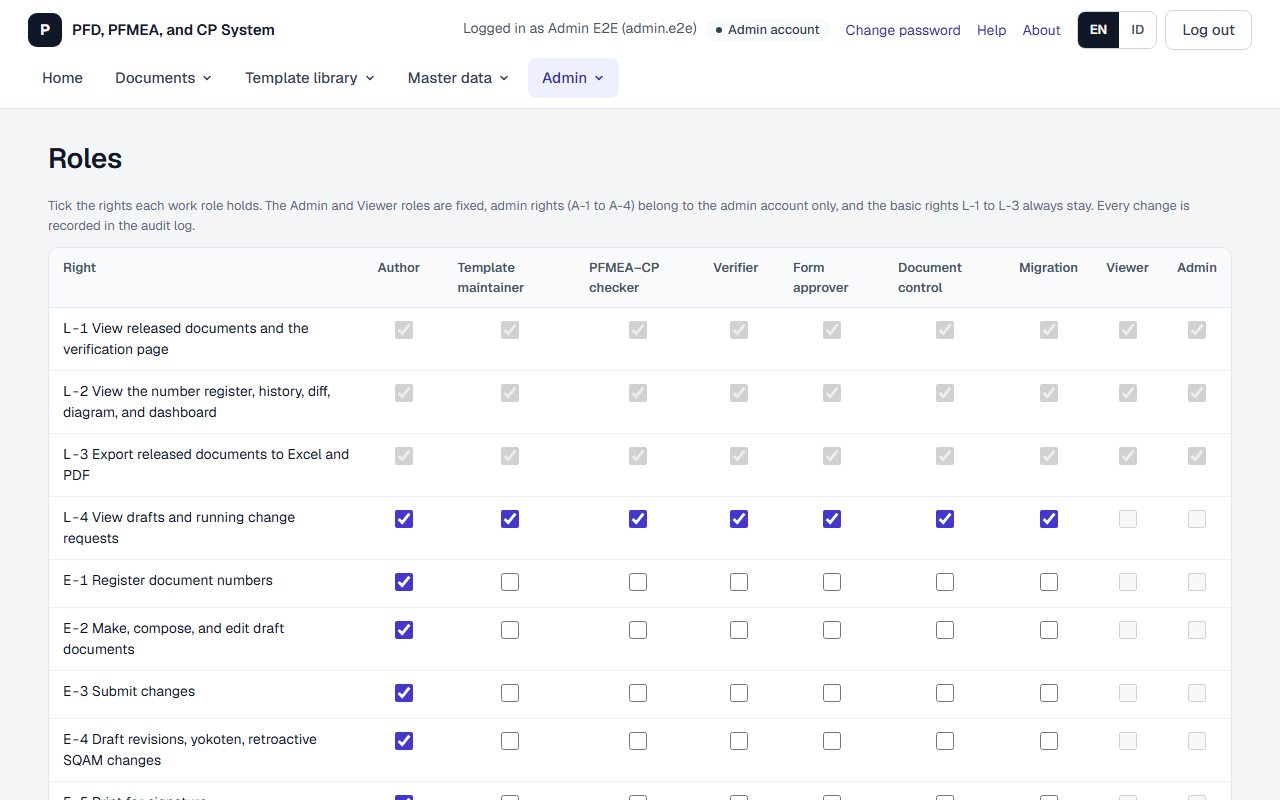 P PFD, PFMEA, and CP System
Logged in as Admin E2E (admin.e2e) Admin account Change password Help About EN ID Log out
Home Documents Template library Master data Admin
Roles
Tick the rights each work role holds. The Admin and Viewer roles are fixed, admin rights (A-1 to A-4) belong to the admin account only, and the basic rights L-1 to L-3 always stay. Every change is
recorded in the audit log.
Right Author Template maintainer PFMEA–CP checker Verifier Form approver Document control Migration Viewer Admin
L-1 View released documents and the
verification page
L-2 View the number register, history, diff,
diagram, and dashboard
L-3 Export released documents to Excel and
PDF
L-4 View drafts and running change
requests
E-1 Register document numbers
E-2 Make, compose, and edit draft
documents
E-3 Submit changes
E-4 Draft revisions, yokoten, retroactive
SQAM changes